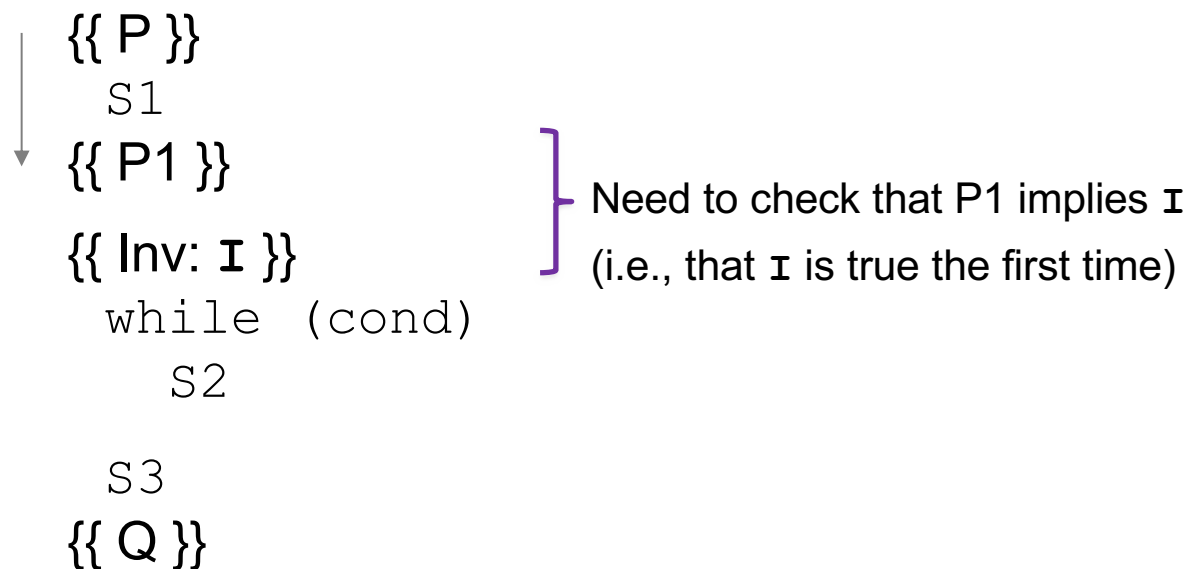 {{ P }}
S1
{{ P1 }}
Need to check that P1 implies I
{{ Inv: I }}
(i.e., that I is true the first time)
while (cond)
S2
S3
{{ Q }}